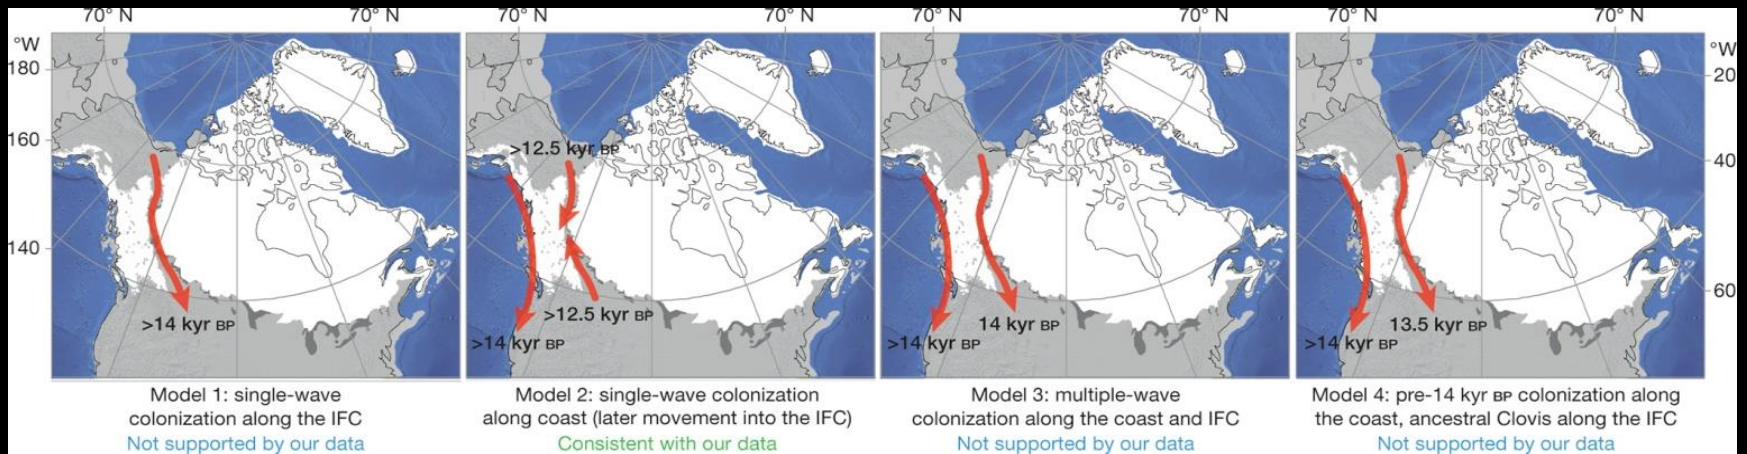 70° N 70° N 70° N 70° N 70° N 70° N 70° N 70° N
°W
180
160
140
>14 kyr BP
Model 1: single-wave
colonization along the IFC
Not supported by our data
>12.5 kyr BP
>12.5 kyr BP
>14 kyr BP
Model 2: single-wave colonization
along coast (later movement into the IFC)
Consistent with our data
14 kyr BP
>14 kyr BP
Model 3: multiple-wave
colonization along the coast and IFC
Not supported by our data
13.5 kyr BP
>14 kyr BP
Model 4: pre-14 kyr BP colonization along
the coast, ancestral Clovis along the IFC
Not supported by our data
°W
20
40
60